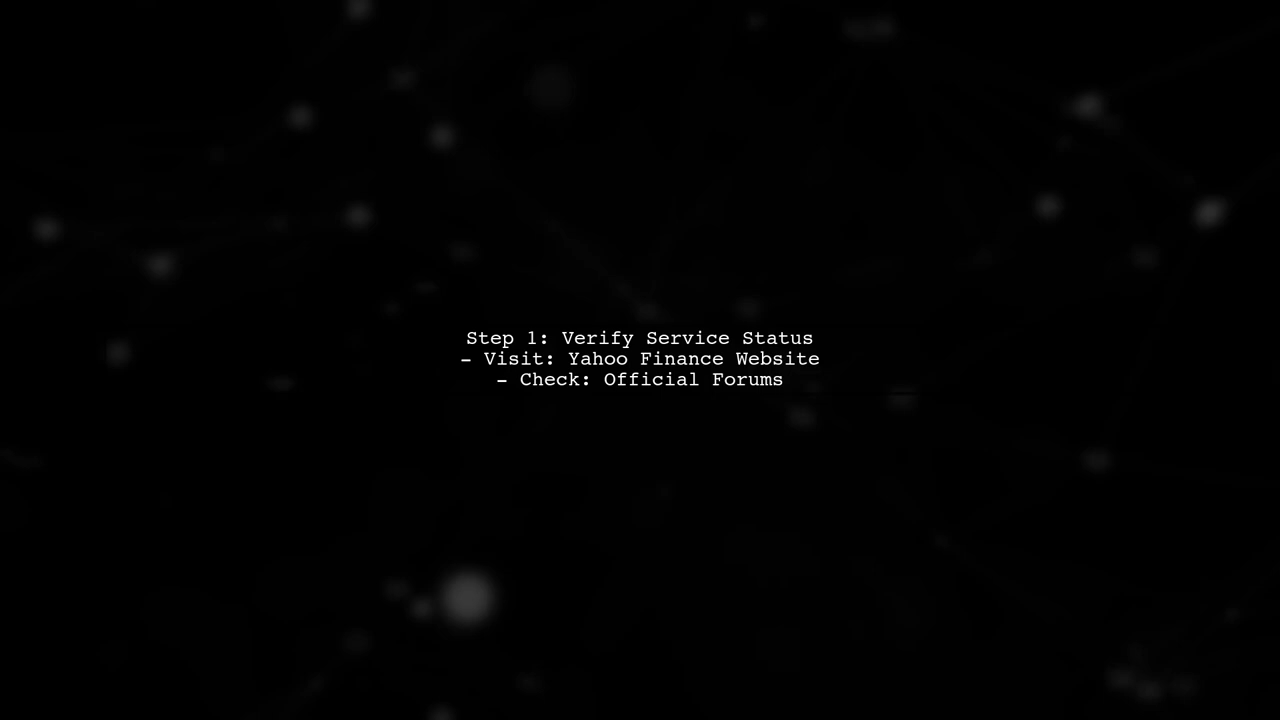 Step 1: Verify Service Status
- Visit: Yahoo Finance Website
- Check: Official Forums